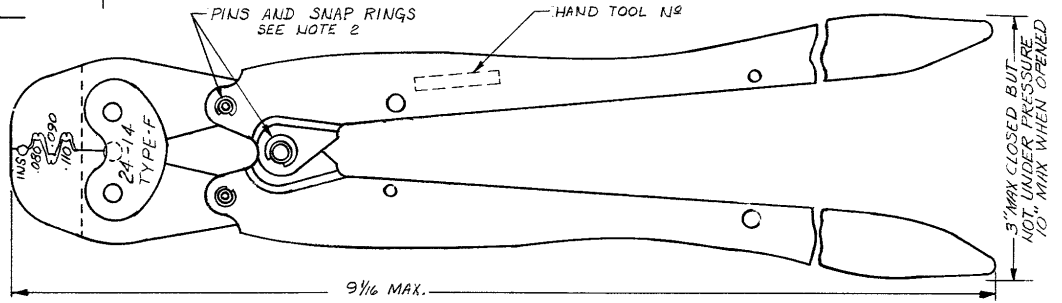 PINS AND SNAP RINGS
SEE NOTE 2
HAND TOOL Nº
INS
.080
.090
.110
24-14
TYPE-F
3" MAX CLOSED BUT
NOT UNDER PRESSURE
10" MAX WHEN OPENED
9 1/16 MAX.